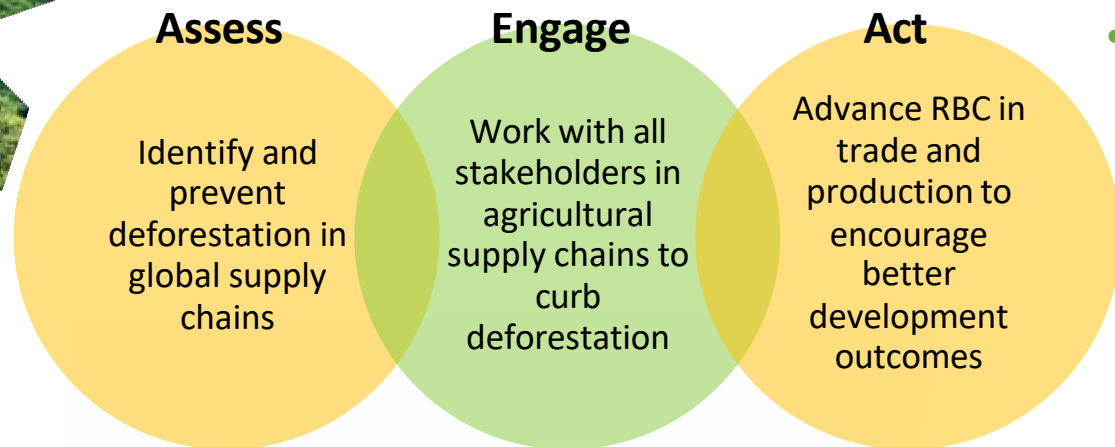 Assess
Identify and
prevent
deforestation in
global supply
chains
Engage
Work with all
stakeholders in
agricultural
supply chains to
curb
deforestation
Act
Advance RBC in
trade and
production to
encourage
better
development
outcomes